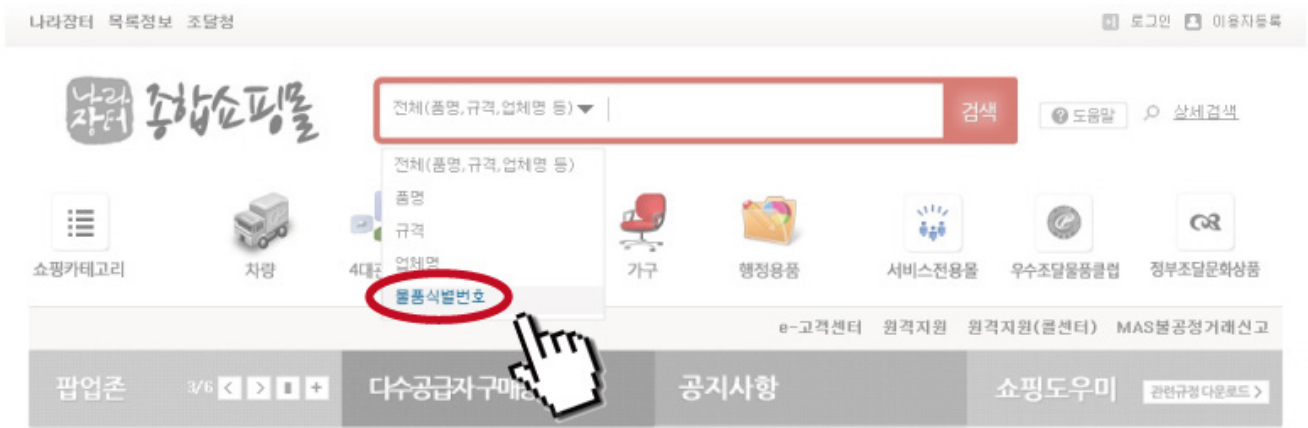 나라장터 목록정보 조달청
로그인 이용자등록
나라장터 종합쇼핑몰
전체(품명,규격,업체명 등) 검색 도움말 상세검색
전체(품명,규격,업체명 등)
품명
규격
업체명
물품식별번호
쇼핑카테고리 차량 가구 행정용품 서비스전용몰 우수조달물품클럽 정부조달문화상품
e-고객센터 원격지원 원격지원(콜센터) MAS불공정거래신고
팝업존 3/6 다수공급자구매 공지사항 쇼핑도우미 관련규정 다운로드 >